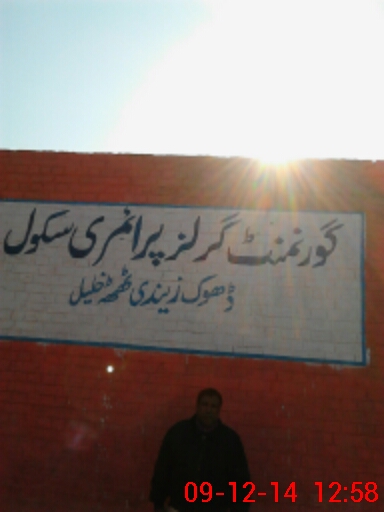 گورنمنٹ گرلز پرائمری سکول
ڈھوک زیندی ٹھٹھہ خلیل
09-12-14 12:58